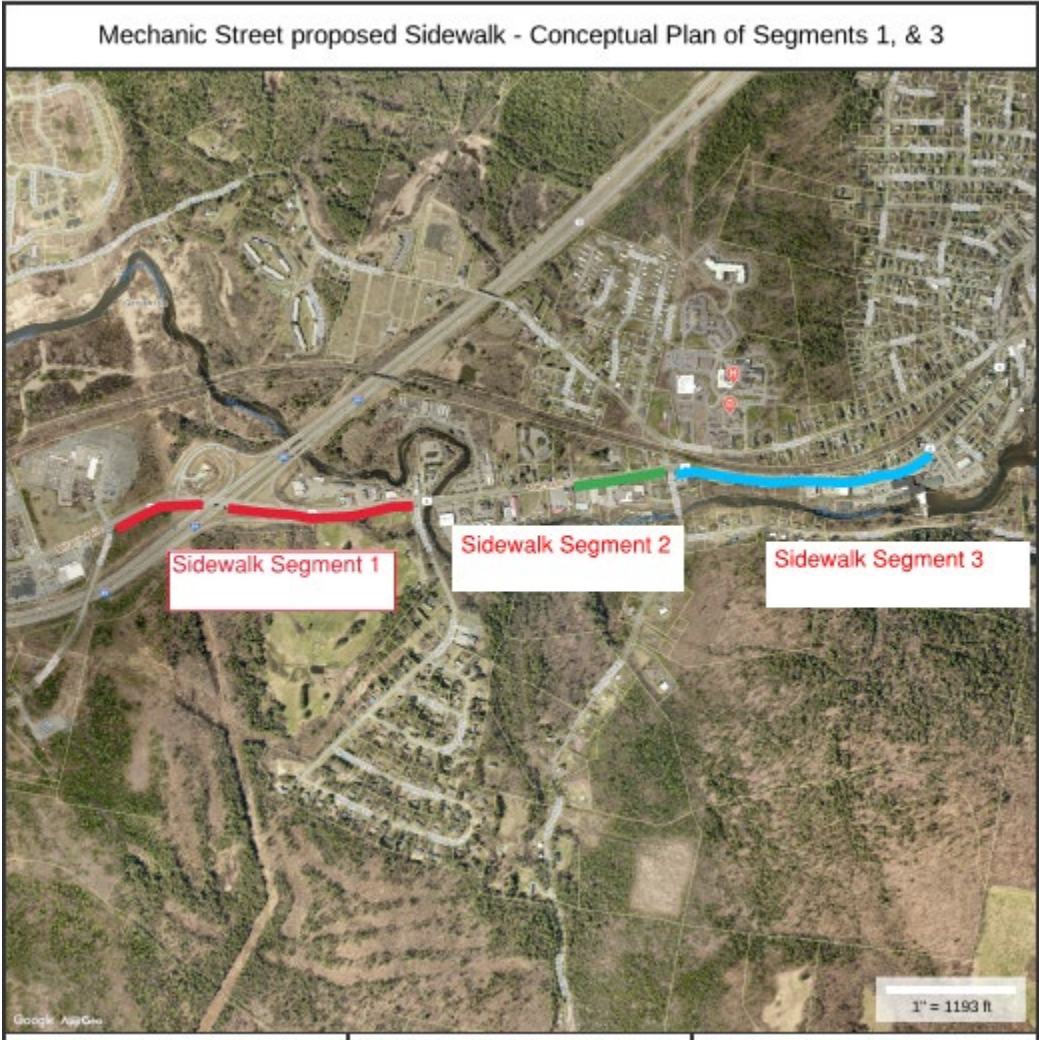 Mechanic Street proposed Sidewalk - Conceptual Plan of Segments 1, & 3
H
H
Sidewalk Segment 1
Sidewalk Segment 2
Sidewalk Segment 3
1" = 1193 ft
Google